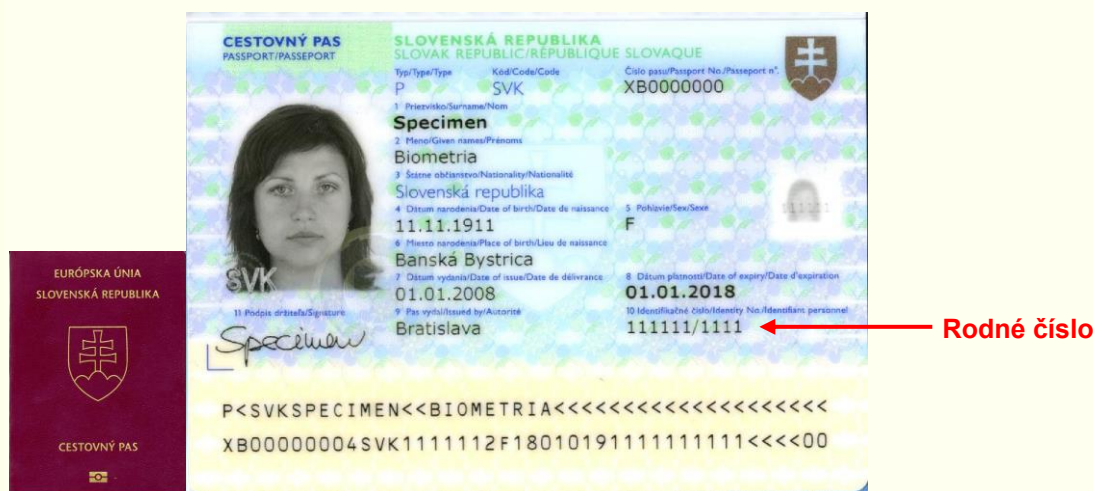 CESTOVNÝ PAS
PASSPORT/PASSEPORT
SLOVENSKÁ REPUBLIKA
SLOVAK REPUBLIC/RÉPUBLIQUE SLOVAQUE
Typ/Type/Type Kód/Code/Code Číslo pasu/Passport No./Passeport n°.
P SVK XB0000000
1 Priezvisko/Surname/Nom
Specimen
2 Meno/Given names/Prénoms
Biometria
3 Štátne občianstvo/Nationality/Nationalité
Slovenská republika
4 Dátum narodenia/Date of birth/Date de naissance 5 Pohlavie/Sex/Sexe
11.11.1911 F
111111
6 Miesto narodenia/Place of birth/Lieu de naissance
Banská Bystrica
SVK
7 Dátum vydania/Date of issue/Date de délivrance 8 Dátum platnosti/Date of expiry/Date d'expiration
01.01.2008 01.01.2018
11 Podpis držiteľa/Signature 9 Pas vydal/Issued by/Autorité 10 Identifikačné číslo/Identity No./Identifiant personnel
Specimen Bratislava 111111/1111
Rodné číslo
P<SVKSPECIMEN<<BIOMETRIA<<<<<<<<<<<<<<<<<<<<
XB00000004SVK1111112F18010191111111111<<<<00
EURÓPSKA ÚNIA
SLOVENSKÁ REPUBLIKA
CESTOVNÝ PAS